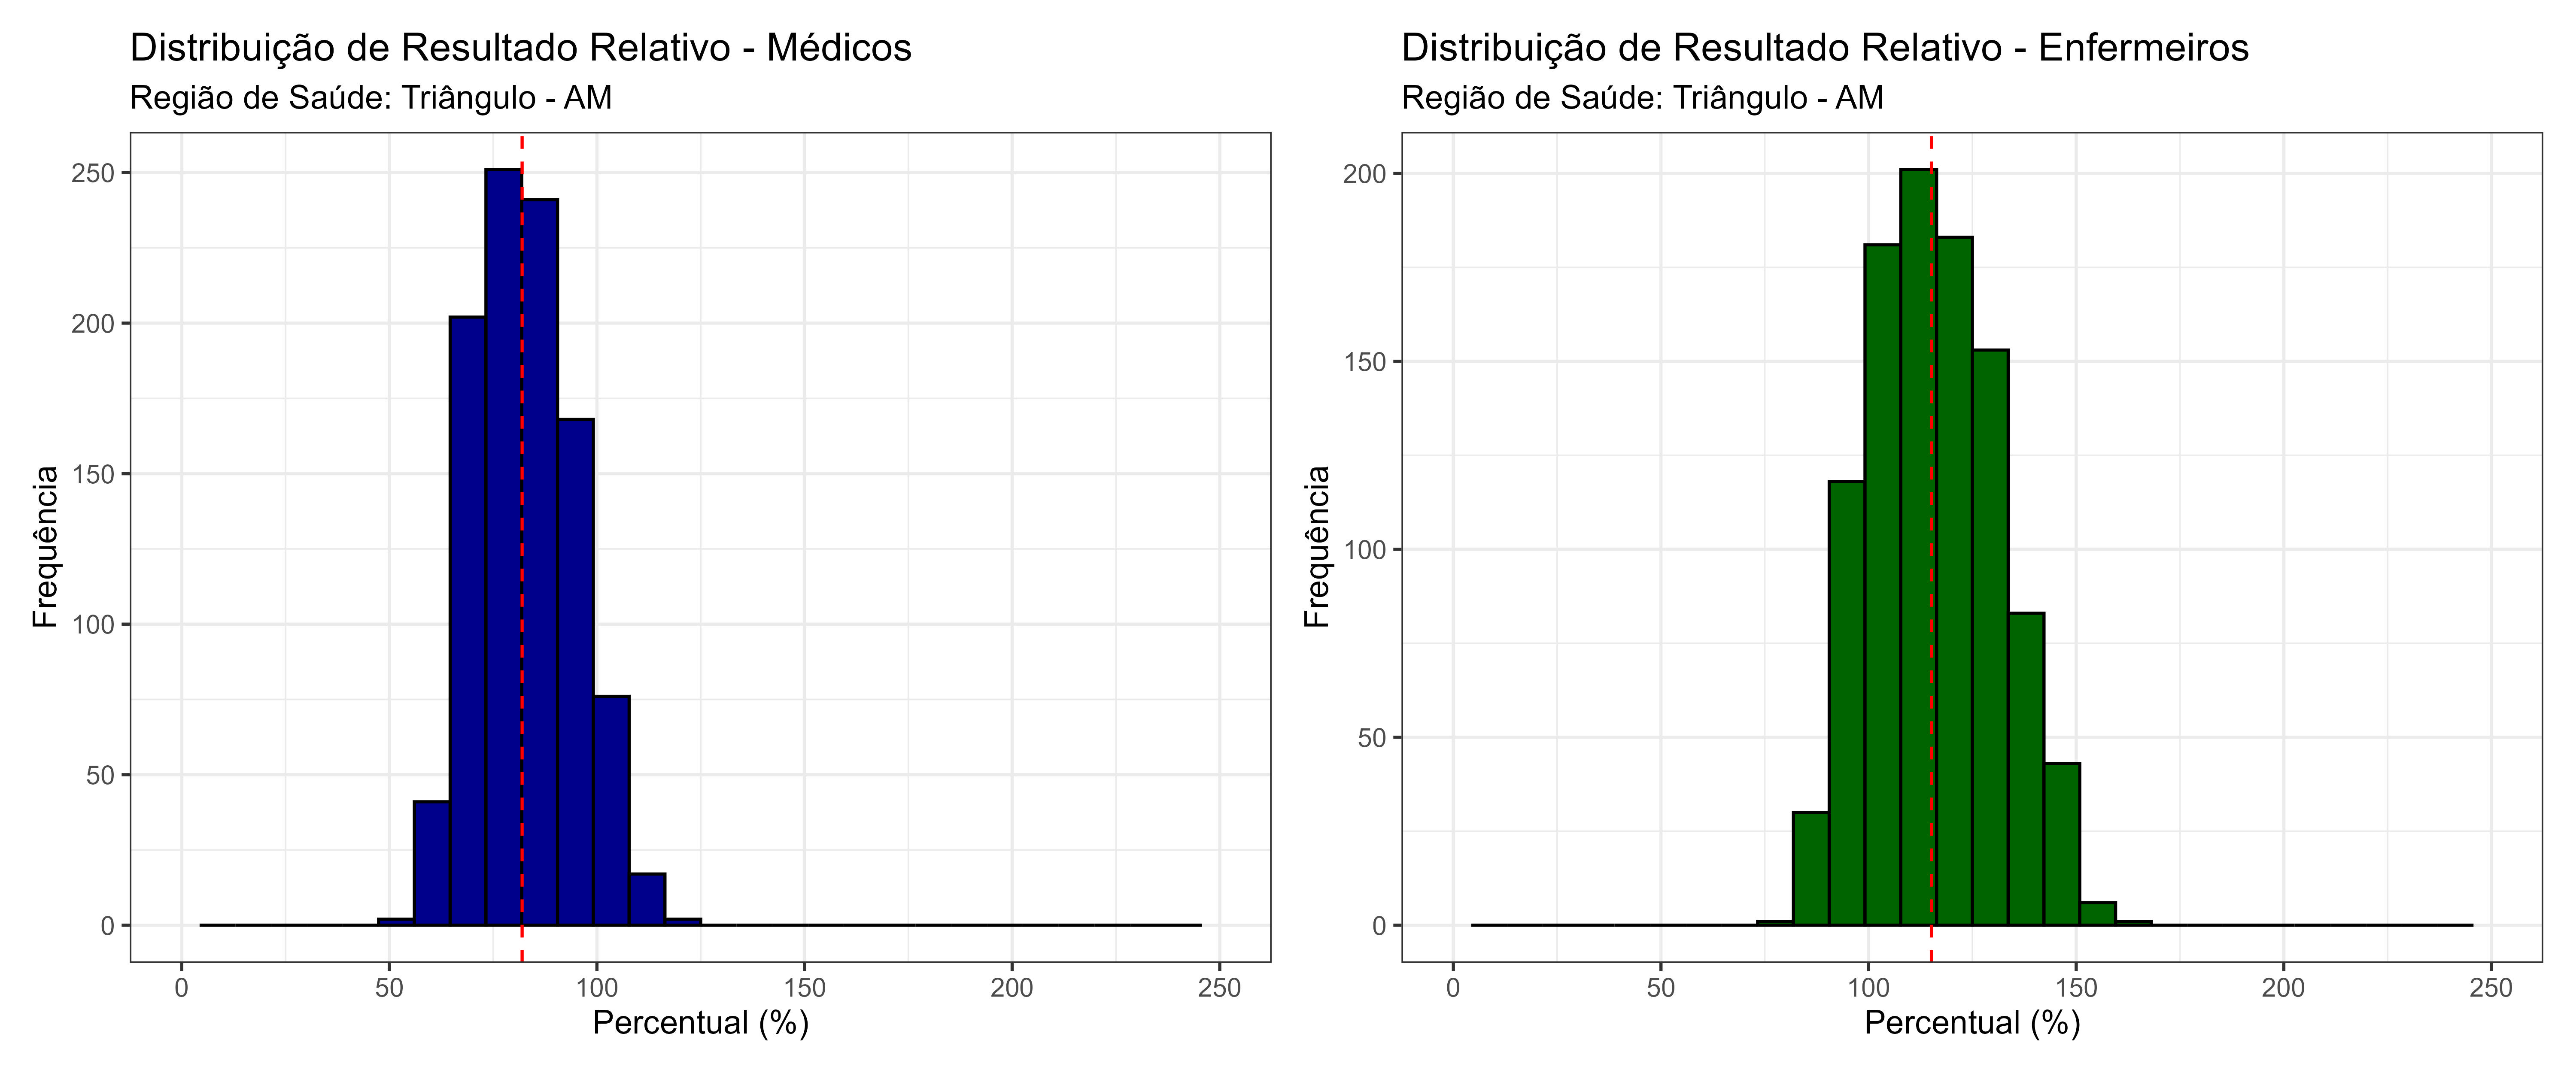 Distribuição de Resultado Relativo - Médicos
Região de Saúde: Triângulo - AM
Frequência
250
200
150
100
50
0
0 50 100 150 200 250
Percentual (%)
Distribuição de Resultado Relativo - Enfermeiros
Região de Saúde: Triângulo - AM
Frequência
200
150
100
50
0
0 50 100 150 200 250
Percentual (%)